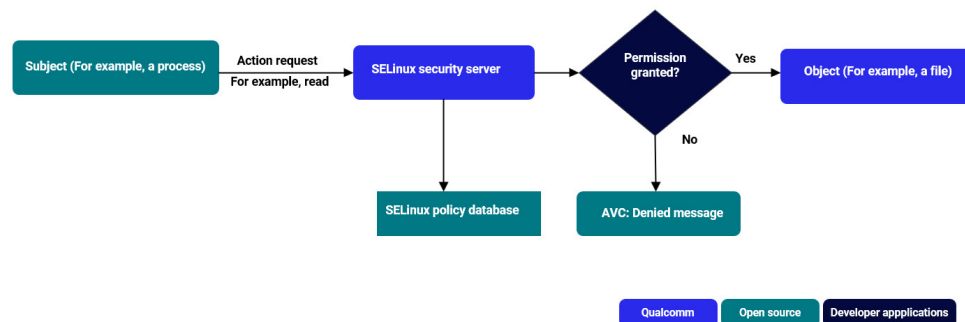 Subject (For example, a process)
Action request
For example, read
SELinux security server
Permission
granted?
Yes
Object (For example, a file)
No
SELinux policy database
AVC: Denied message
Qualcomm
Open source
Developer appplications